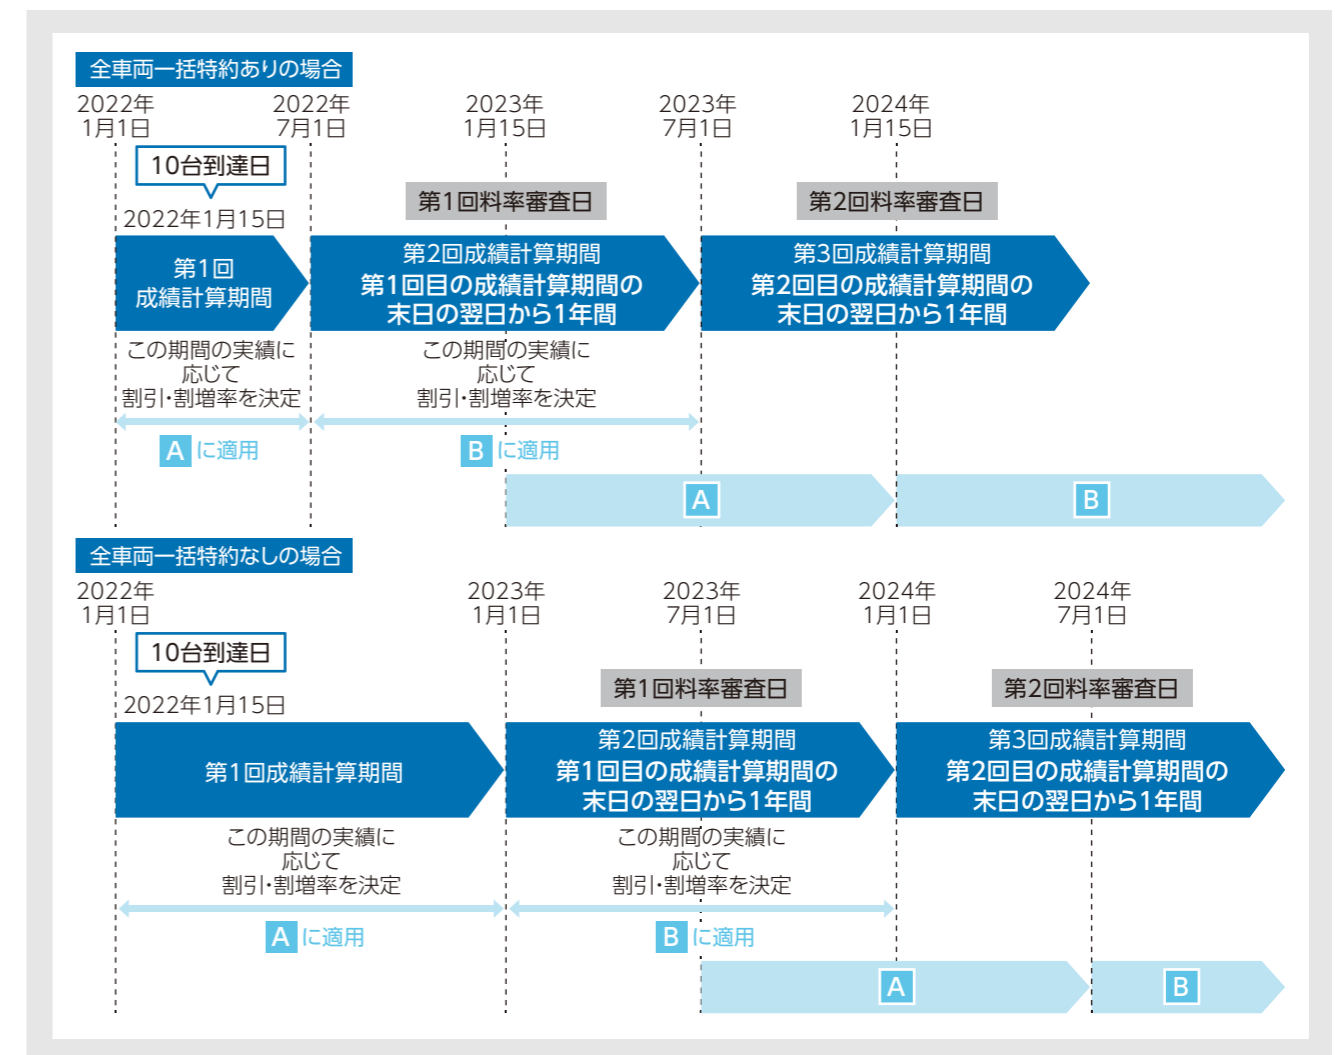 全車両一括特約ありの場合
2022年
1月1日
2022年
7月1日
2023年
1月15日
2023年
7月1日
2024年
1月15日
10台到達日
2022年1月15日
第1回料率審査日
第2回料率審査日
第1回
成績計算期間
第2回成績計算期間
第1回目の成績計算期間の
末日の翌日から1年間
第3回成績計算期間
第2回目の成績計算期間の
末日の翌日から1年間
この期間の実績に
応じて
割引・割増率を決定
この期間の実績に
応じて
割引・割増率を決定
A に適用
B に適用
A
B
全車両一括特約なしの場合
2022年
1月1日
2023年
1月1日
2023年
7月1日
2024年
1月1日
2024年
7月1日
10台到達日
2022年1月15日
第1回料率審査日
第2回料率審査日
第1回成績計算期間
第2回成績計算期間
第1回目の成績計算期間の
末日の翌日から1年間
第3回成績計算期間
第2回目の成績計算期間の
末日の翌日から1年間
この期間の実績に
応じて
割引・割増率を決定
この期間の実績に
応じて
割引・割増率を決定
A に適用
B に適用
A
B